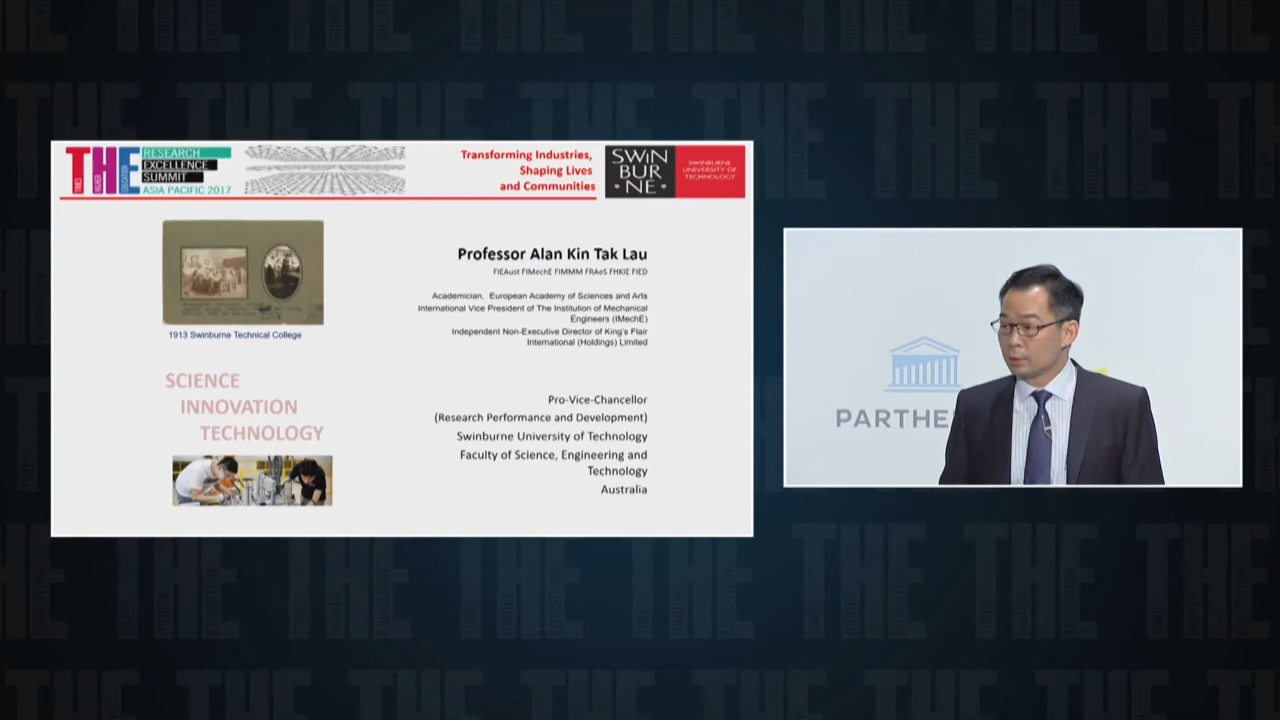 THE
TIMES
HIGHER
EDUCATION
RESEARCH
EXCELLENCE
SUMMIT
ASIA PACIFIC 2017
Transforming Industries,
Shaping Lives
and Communities
SWIN
BUR
NE
SWINBURNE
UNIVERSITY OF
TECHNOLOGY
1913 Swinburne Technical College
SCIENCE
INNOVATION
TECHNOLOGY
Professor Alan Kin Tak Lau
FIEAust FIMechE FIMMM FRAeS FHKIE FIED
Academician, European Academy of Sciences and Arts
International Vice President of The Institution of Mechanical
Engineers (IMechE)
Independent Non-Executive Director of King's Flair
International (Holdings) Limited
Pro-Vice-Chancellor
(Research Performance and Development)
Swinburne University of Technology
Faculty of Science, Engineering and
Technology
Australia
PARTHE